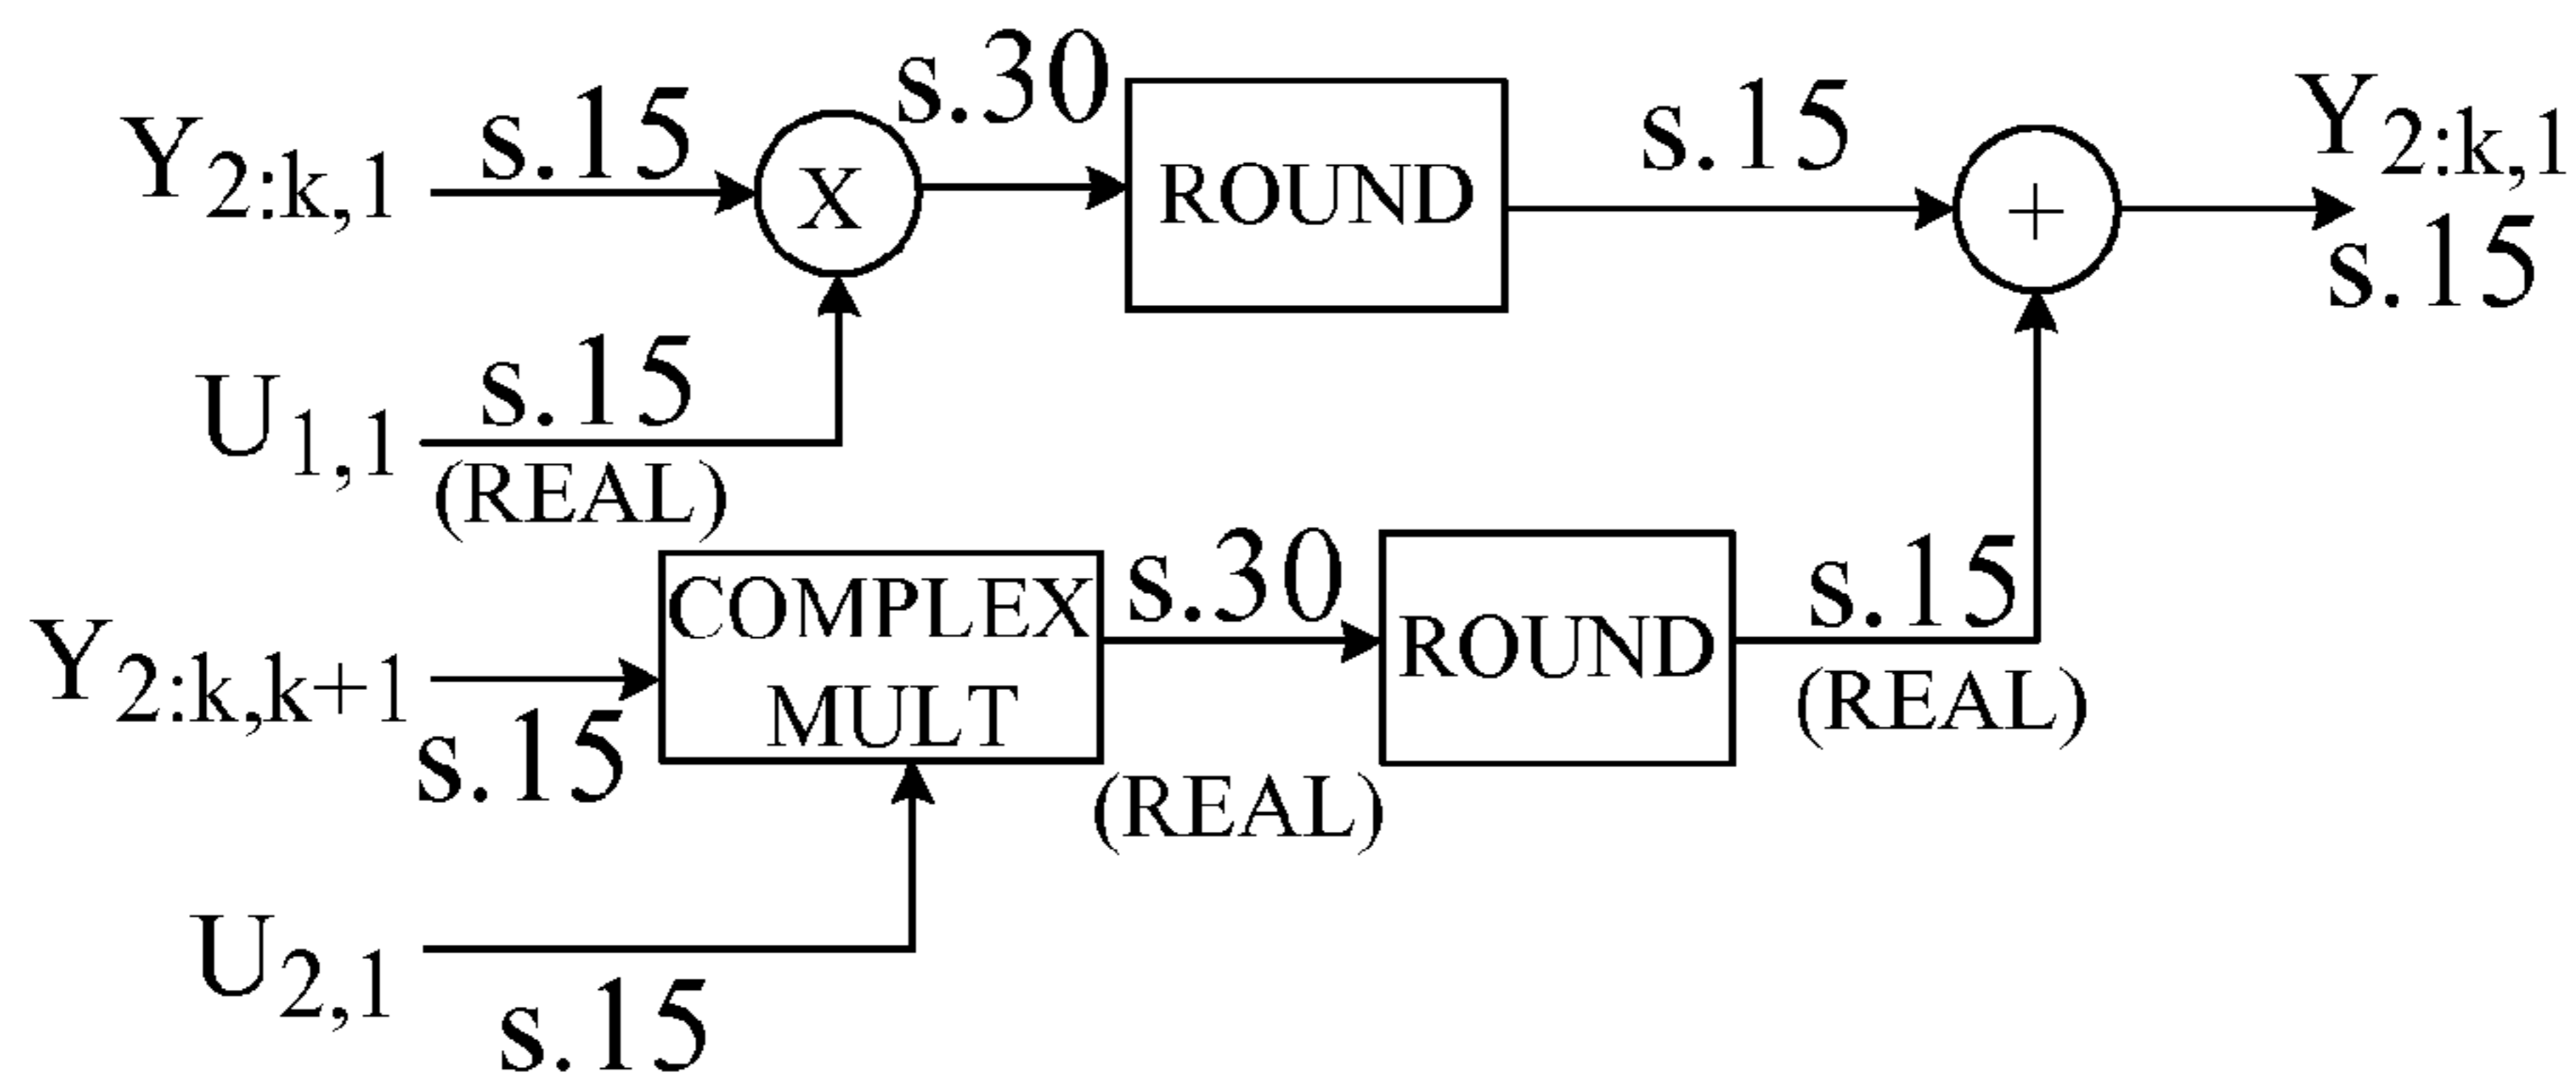 Y2:k,1 s.15
X
s.30
ROUND
s.15
+
Y2:k,1
s.15
U1,1 s.15
(REAL)
Y2:k,k+1
s.15
COMPLEX
MULT
s.30
(REAL)
ROUND
s.15
(REAL)
U2,1
s.15